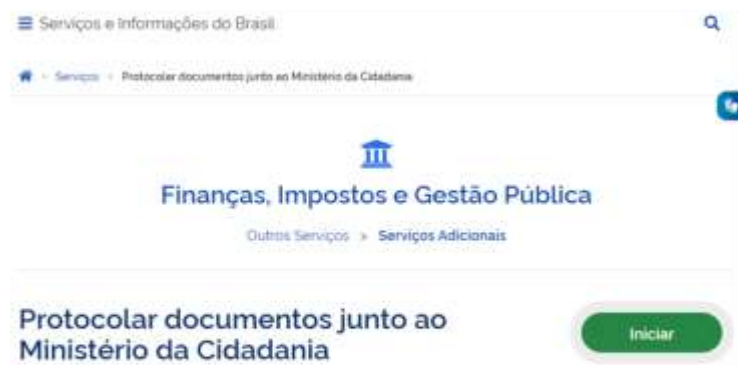 Serviços e Informações do Brasil
Serviços Protocolar documentos junto ao Ministério da Cidadania
Finanças, Impostos e Gestão Pública
Outros Serviços > Serviços Adicionais
Protocolar documentos junto ao
Ministério da Cidadania
Iniciar